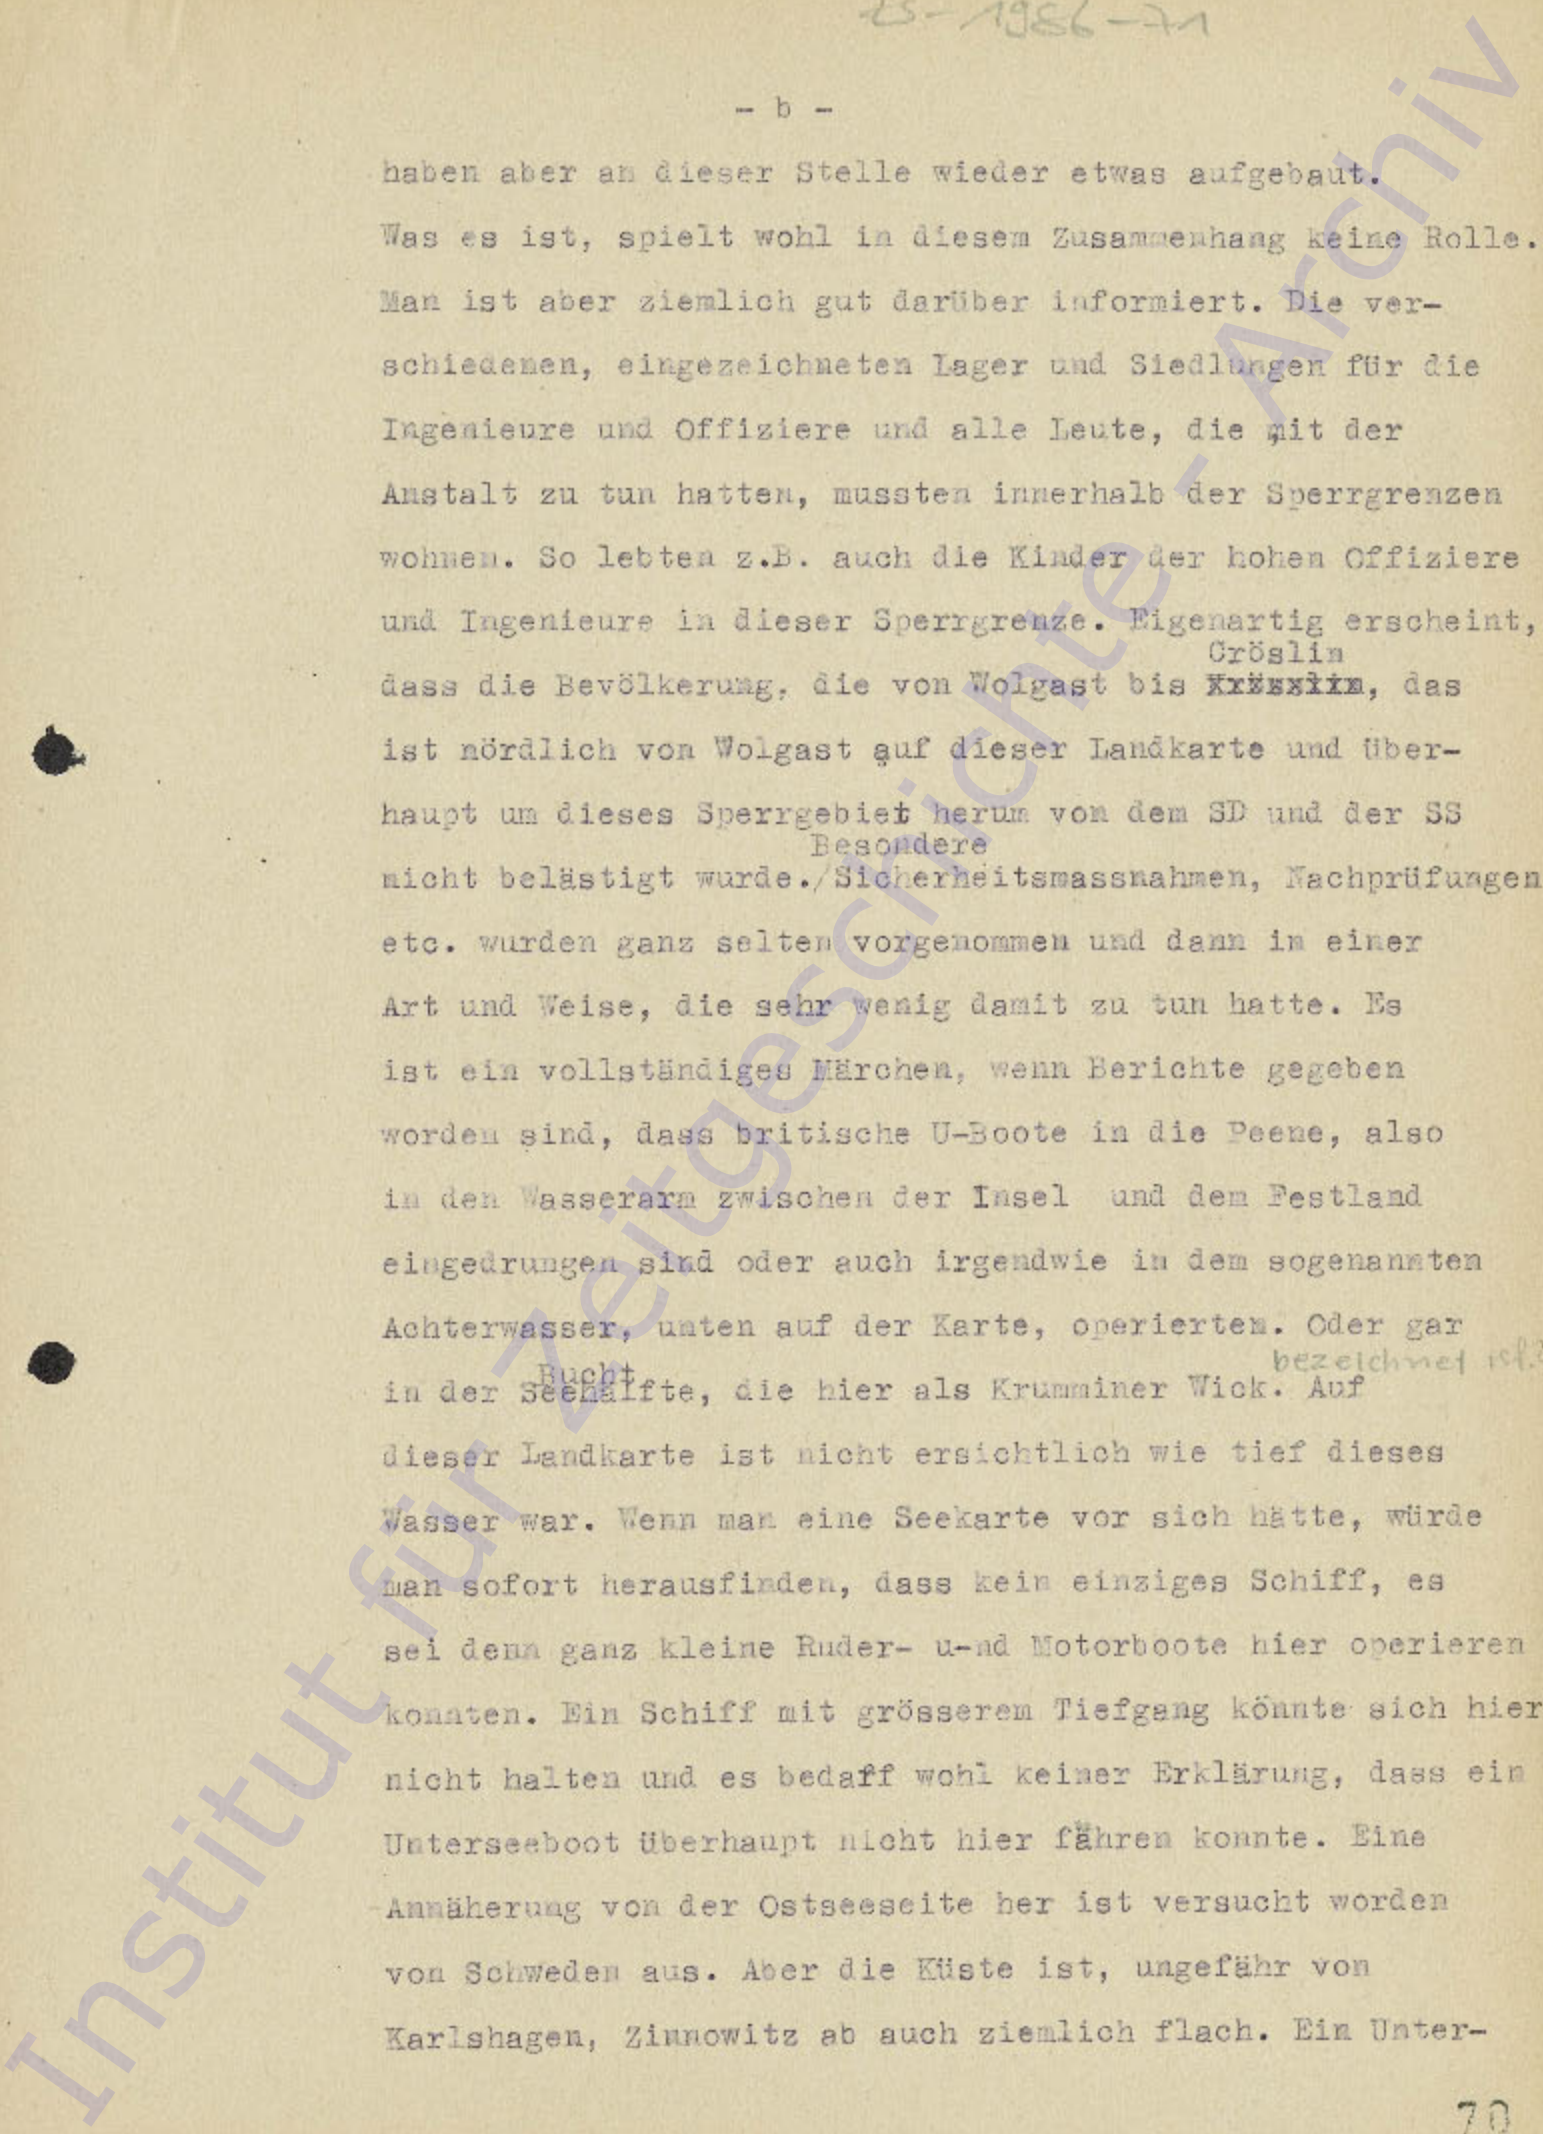 ZS-1986-71
- b -
haben aber an dieser Stelle wieder etwas aufgebaut.
Was es ist, spielt wohl in diesem Zusammenhang keine Rolle.
Man ist aber ziemlich gut darüber informiert. Die ver-
schiedenen, eingezeichneten Lager und Siedlungen für die
Ingenieure und Offiziere und alle Leute, die mit der
Anstalt zu tun hatten, mussten innerhalb der Sperrgrenzen
wohnen. So lebten z.B. auch die Kinder der hohen Offiziere
und Ingenieure in dieser Sperrgrenze. Eigenartig erscheint,
Cröslin
dass die Bevölkerung, die von Wolgast bis , das
ist nördlich von Wolgast auf dieser Landkarte und über-
haupt um dieses Sperrgebiet herum von dem SD und der SS
Besondere
nicht belästigt wurde./Sicherheitsmassnahmen, Nachprüfungen
etc. wurden ganz selten vorgenommen und dann in einer
Art und Weise, die sehr wenig damit zu tun hatte. Es
ist ein vollständiges Märchen, wenn Berichte gegeben
worden sind, dass britische U-Boote in die Peene, also
in den Wasserarm zwischen der Insel und dem Festland
eingedrungen sind oder auch irgendwie in dem sogenannten
Achterwasser, unten auf der Karte, operierten. Oder gar
Bucht bezeichnet ist.
in der Seehälfte, die hier als Krumminer Wick. Auf
dieser Landkarte ist nicht ersichtlich wie tief dieses
Wasser war. Wenn man eine Seekarte vor sich hätte, würde
man sofort herausfinden, dass kein einziges Schiff, es
sei denn ganz kleine Ruder- u-nd Motorboote hier operieren
konnten. Ein Schiff mit grösserem Tiefgang könnte sich hier
nicht halten und es bedaff wohl keiner Erklärung, dass ein
Unterseeboot überhaupt nicht hier fahren konnte. Eine
Annäherung von der Ostseeseite her ist versucht worden
von Schweden aus. Aber die Küste ist, ungefähr von
Karlshagen, Zinnowitz ab auch ziemlich flach. Ein Unter-
70
Institut für Zeitgeschichte - Archiv